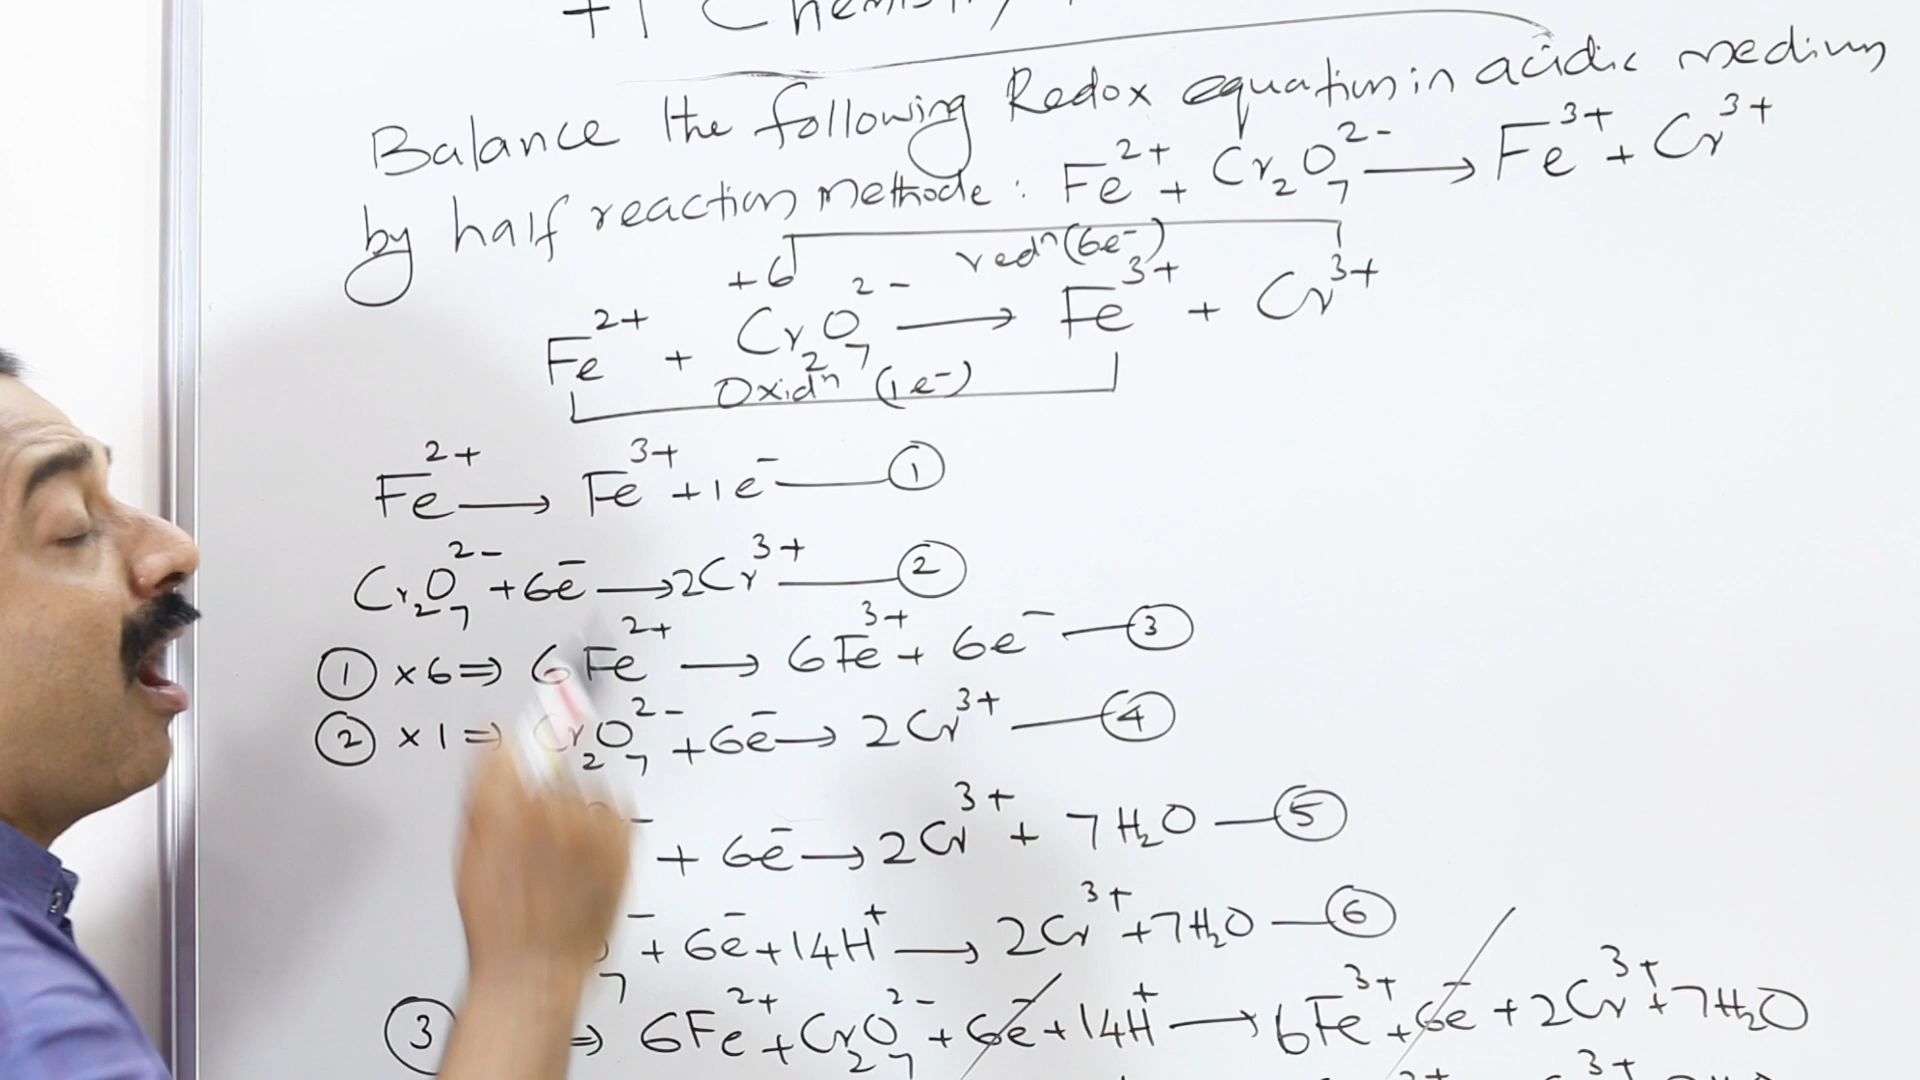 +1 Chemistry
Balance the following Redox equation in acidic medium
by half reaction Methode : Fe²⁺ + Cr₂O₇²⁻ ⟶ Fe³⁺ + Cr³⁺
+6 redⁿ (6e⁻)
Fe²⁺ + Cr₂O₇²⁻ ⟶ Fe³⁺ + Cr³⁺
Oxidⁿ (1e⁻)
Fe²⁺ ⟶ Fe³⁺ + 1e⁻ — ①
Cr₂O₇²⁻ + 6e⁻ ⟶ 2Cr³⁺ — ②
① × 6 ⇒ 6Fe²⁺ ⟶ 6Fe³⁺ + 6e⁻ — ③
② × 1 ⇒ Cr₂O₇²⁻ + 6e⁻ ⟶ 2Cr³⁺ — ④
+ 6e⁻ ⟶ 2Cr³⁺ + 7H₂O — ⑤
₇ ⁻ + 6e⁻ + 14H⁺ ⟶ 2Cr³⁺ + 7H₂O — ⑥
③ ⇒ 6Fe²⁺ + Cr₂O₇²⁻ + 6e⁻ + 14H⁺ ⟶ 6Fe³⁺ + 6e⁻ + 2Cr³⁺ + 7H₂O